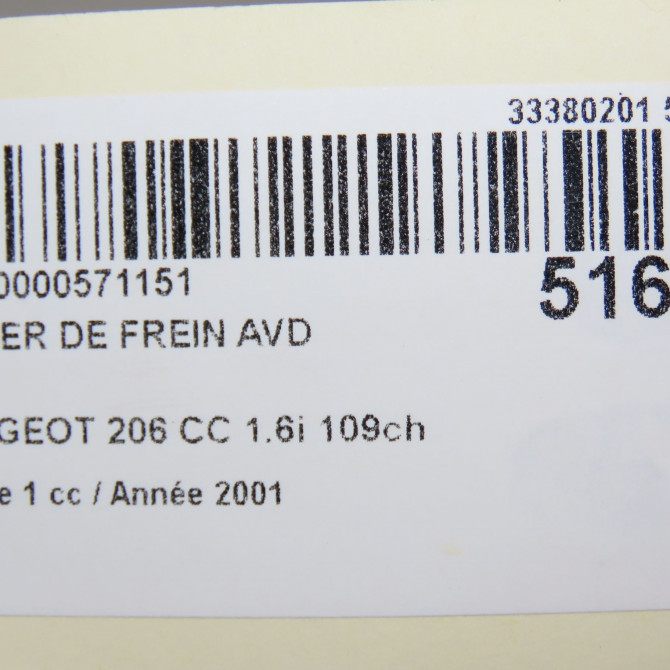 33380201 5
0000571151
516
ER DE FREIN AVD
GEOT 206 CC 1.6i 109ch
e 1 cc / Année 2001